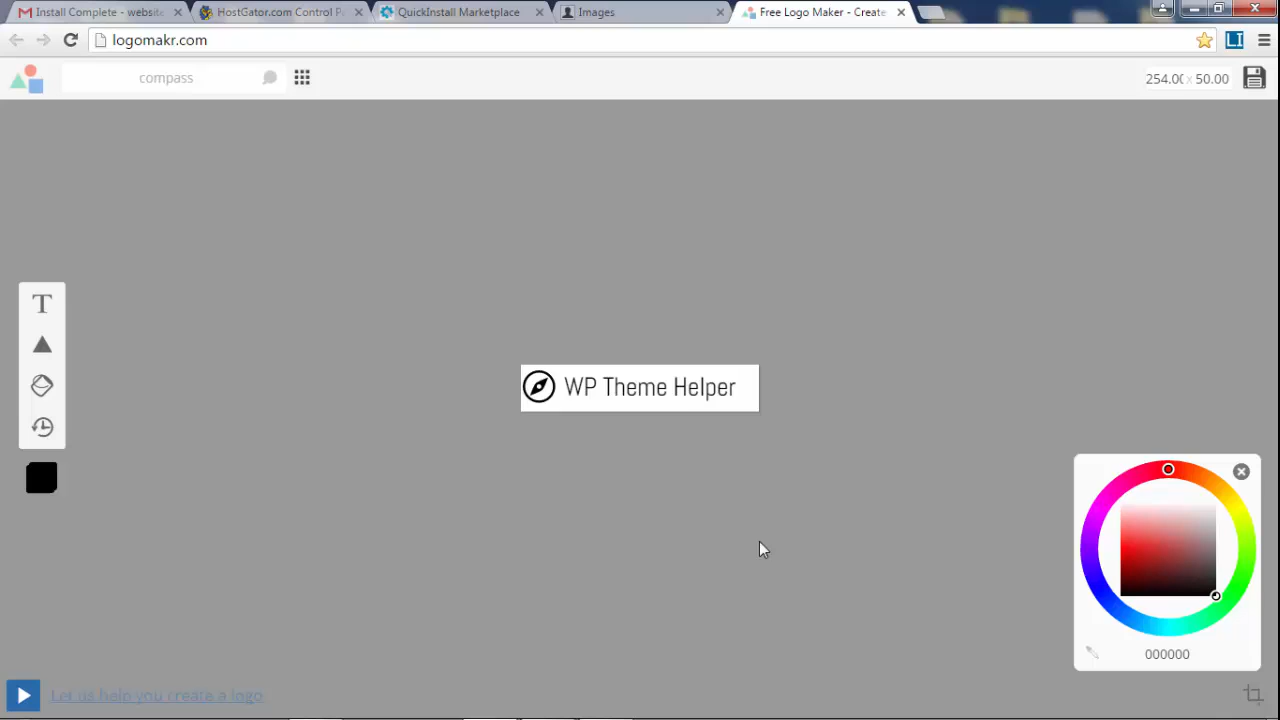 Install Complete - website
HostGator.com Control P
QuickInstall Marketplace
Images
Free Logo Maker - Create
LI
logomakr.com
compass
254.00 x 50.00
T
WP Theme Helper
000000
Let us help you create a logo